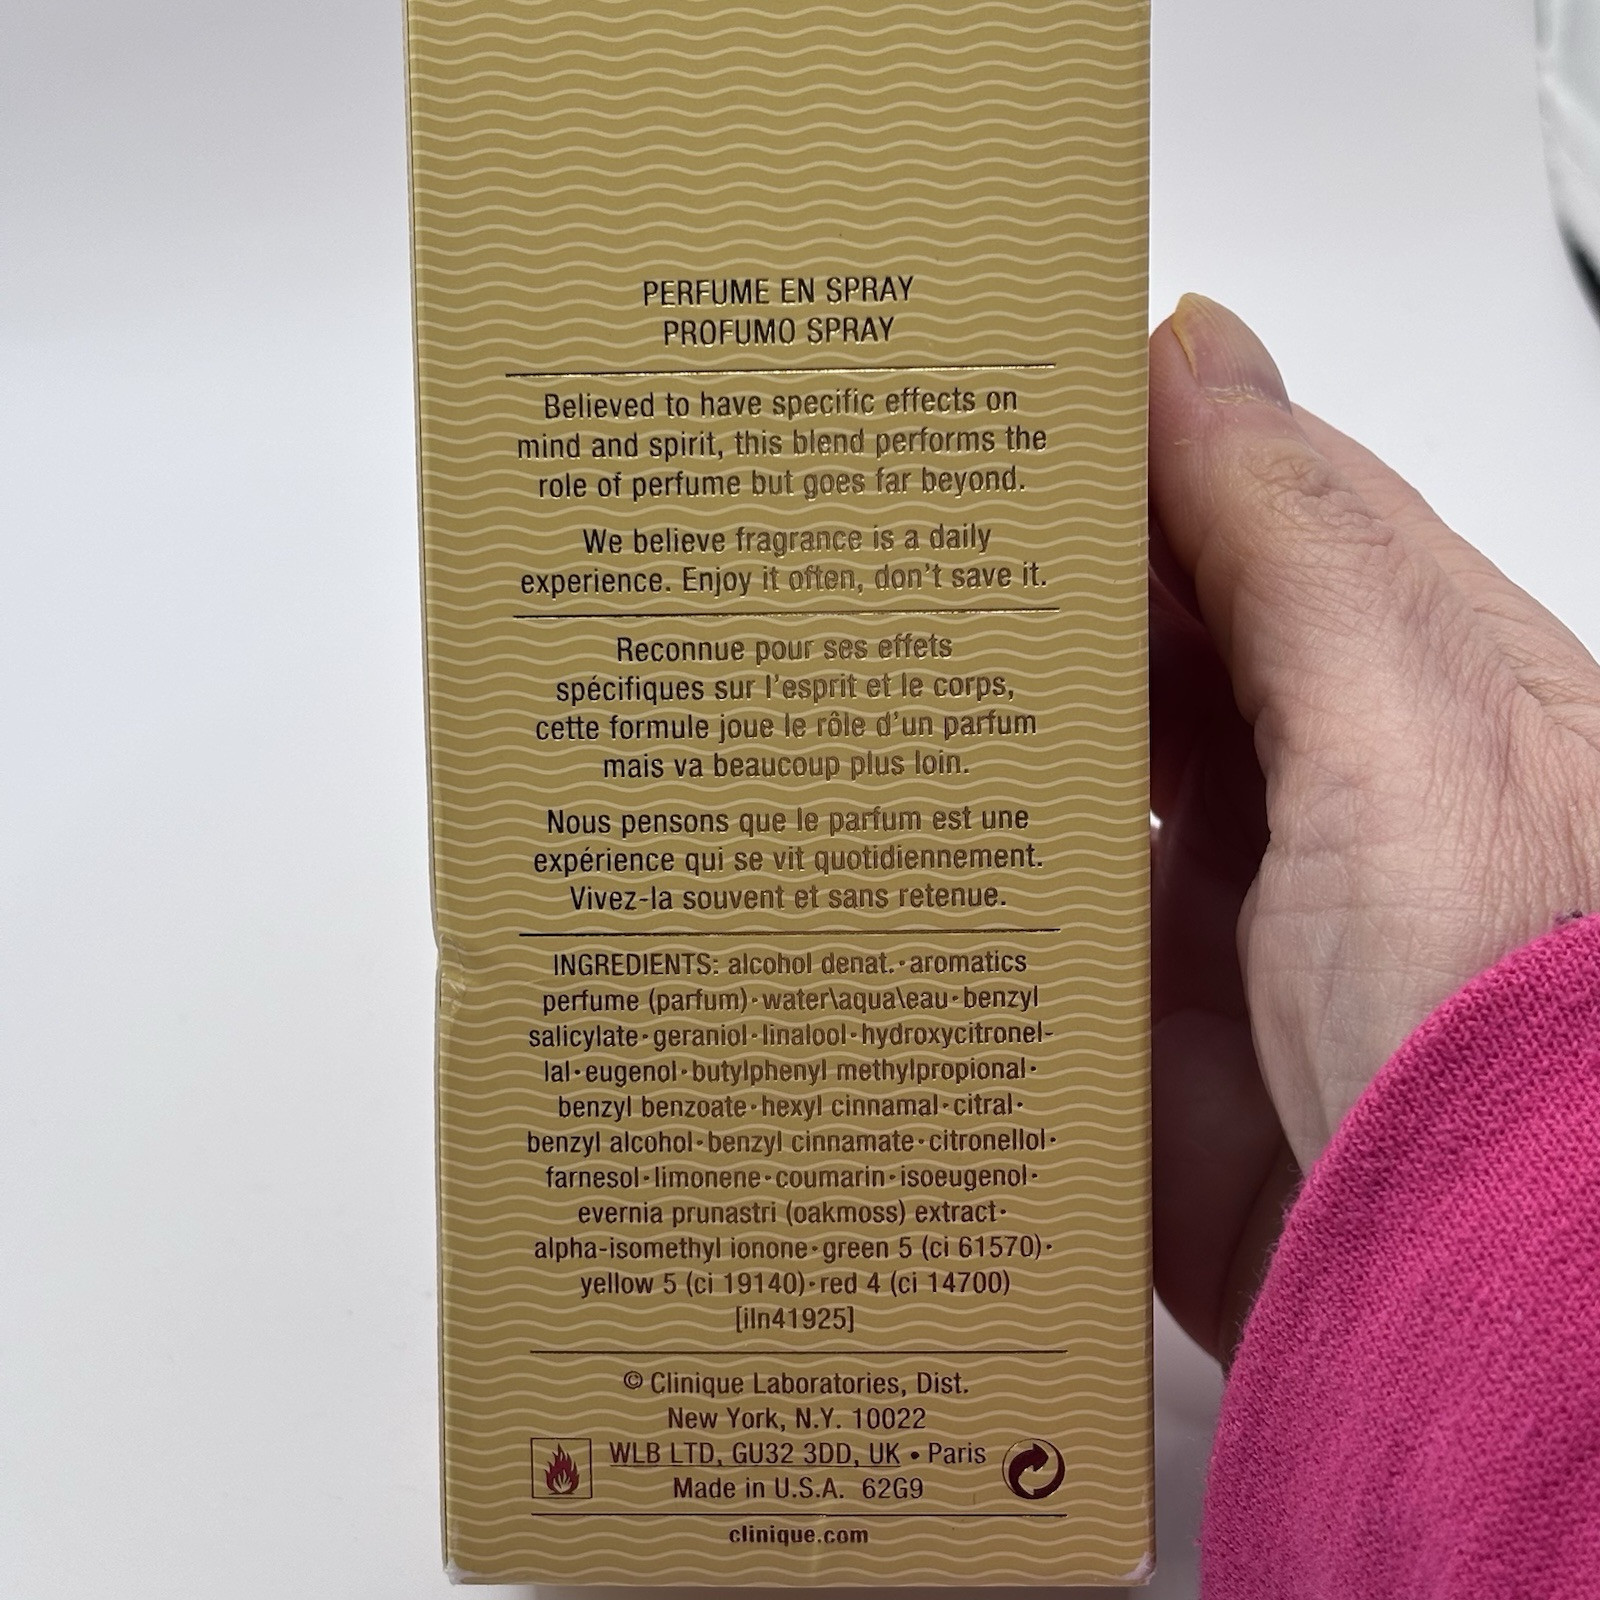 PERFUME EN SPRAY
PROFUMO SPRAY
Believed to have specific effects on
mind and spirit, this blend performs the
role of perfume but goes far beyond.
We believe fragrance is a daily
experience. Enjoy it often, don't save it.
Reconnue pour ses effets
spécifiques sur l'esprit et le corps,
cette formule joue le rôle d'un parfum
mais va beaucoup plus loin.
Nous pensons que le parfum est une
expérience qui se vit quotidiennement.
Vivez-la souvent et sans retenue.
INGREDIENTS: alcohol denat.·aromatics
perfume (parfum)·water\aqua\eau·benzyl
salicylate·geraniol·linalool·hydroxycitronel-
lal·eugenol·butylphenyl methylpropional·
benzyl benzoate·hexyl cinnamal·citral·
benzyl alcohol·benzyl cinnamate·citronellol·
farnesol·limonene·coumarin·isoeugenol·
evernia prunastri (oakmoss) extract·
alpha-isomethyl ionone·green 5 (ci 61570)·
yellow 5 (ci 19140)·red 4 (ci 14700)
[iln41925]
© Clinique Laboratories, Dist.
New York, N.Y. 10022
WLB LTD, GU32 3DD, UK • Paris
Made in U.S.A. 62G9
clinique.com